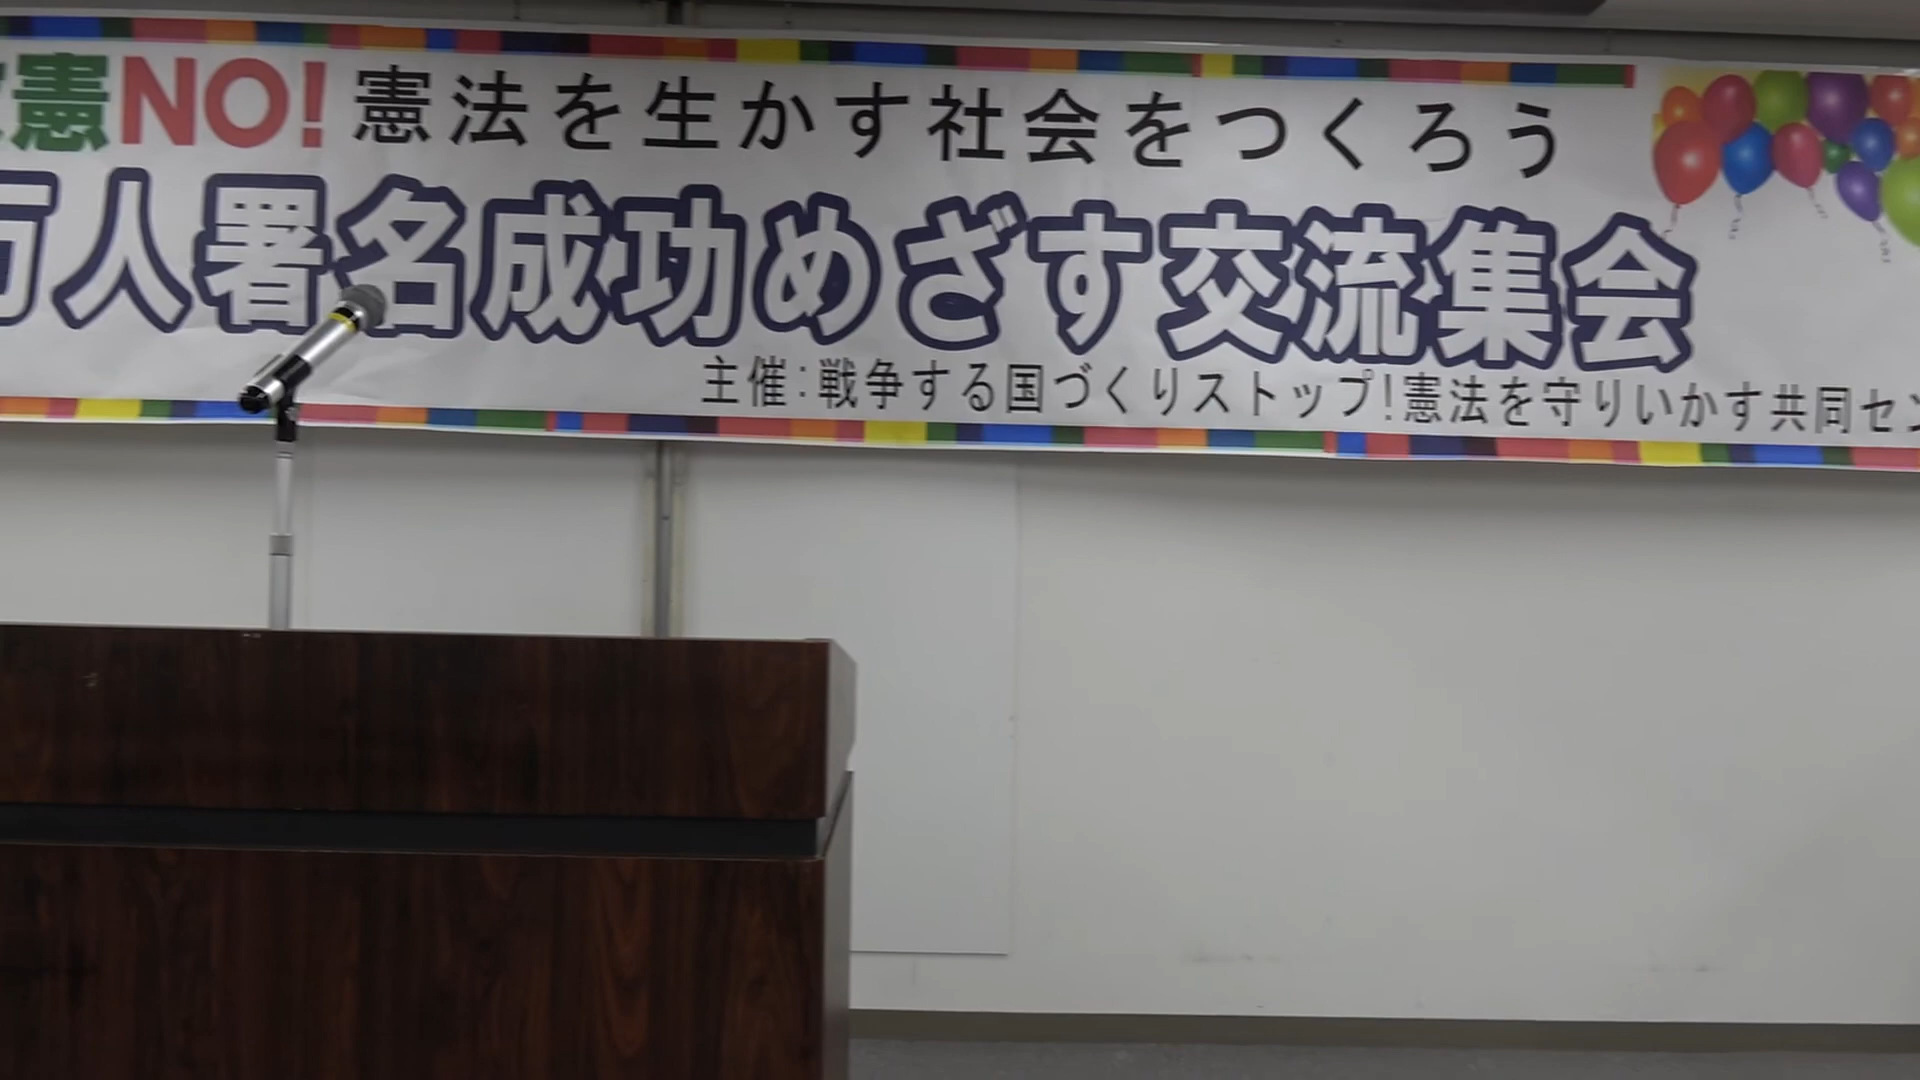 憲NO! 憲法を生かす社会をつくろう
万人署名成功めざす交流集会
主催:戦争する国づくりストップ!憲法を守りいかす共同セン